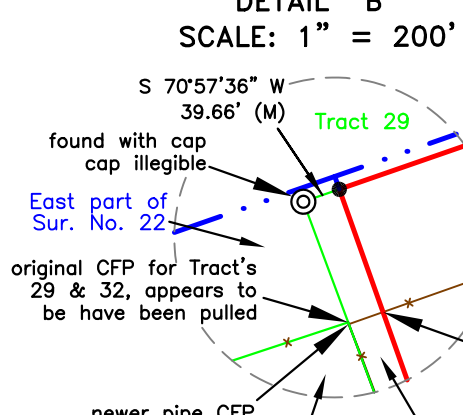 DETAIL "B"
SCALE: 1" = 200'
S 70°57'36" W
39.66' (M)
Tract 29
found with cap
cap illegible
East part of
Sur. No. 22
original CFP for Tract's
29 & 32, appears to
be have been pulled
newer pipe CFP